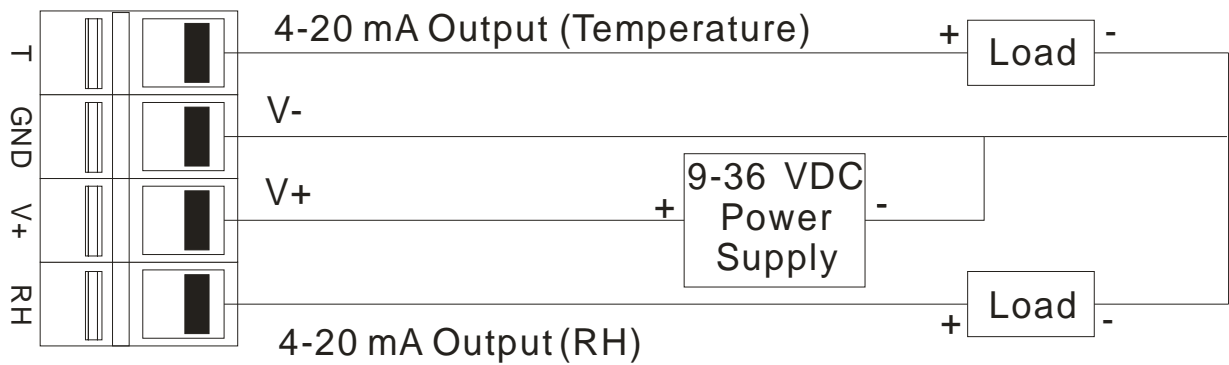 T
4-20 mA Output (Temperature)
+
Load
-
GND
V-
V+
V+
+
9-36 VDC
Power
Supply
-
RH
4-20 mA Output (RH)
+
Load
-